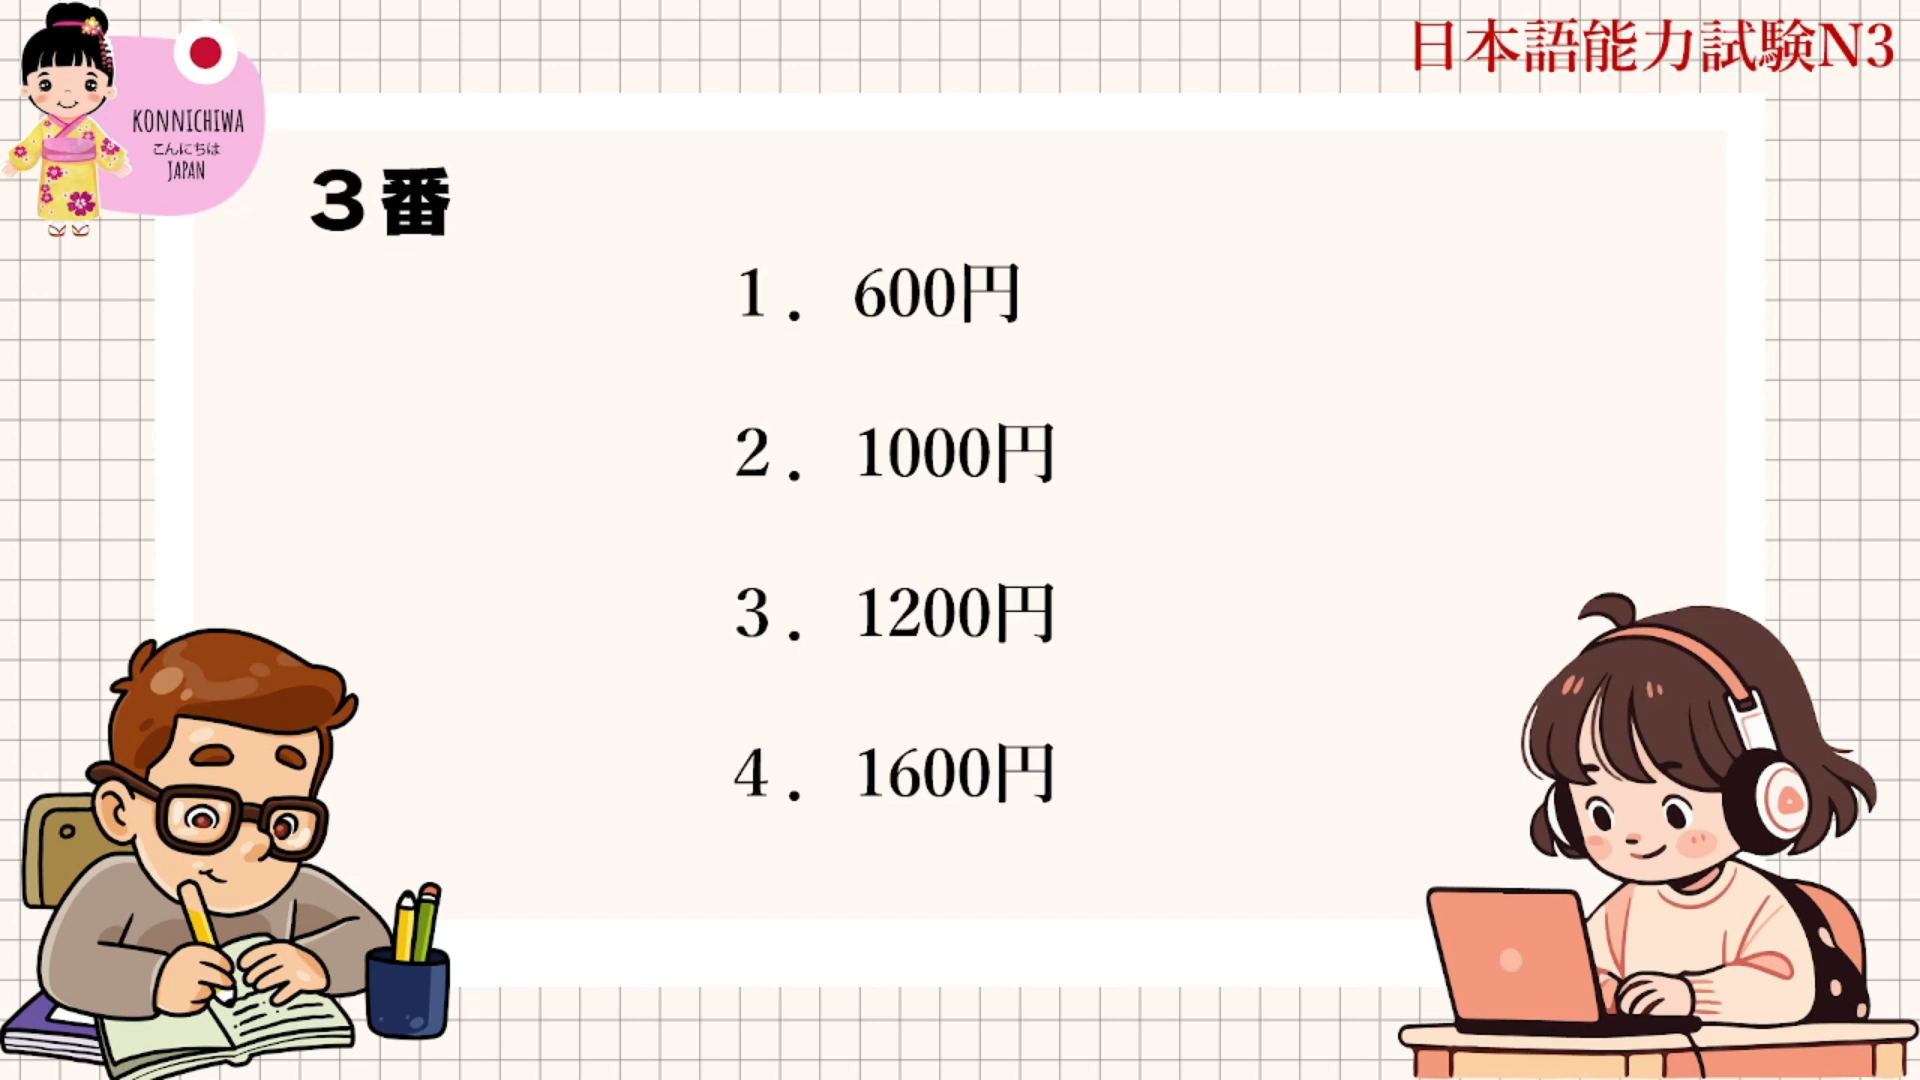 日本語能力試験N3
KONNICHIWA
こんにちは
JAPAN
３番
1． 600円
2． 1000円
3． 1200円
4． 1600円